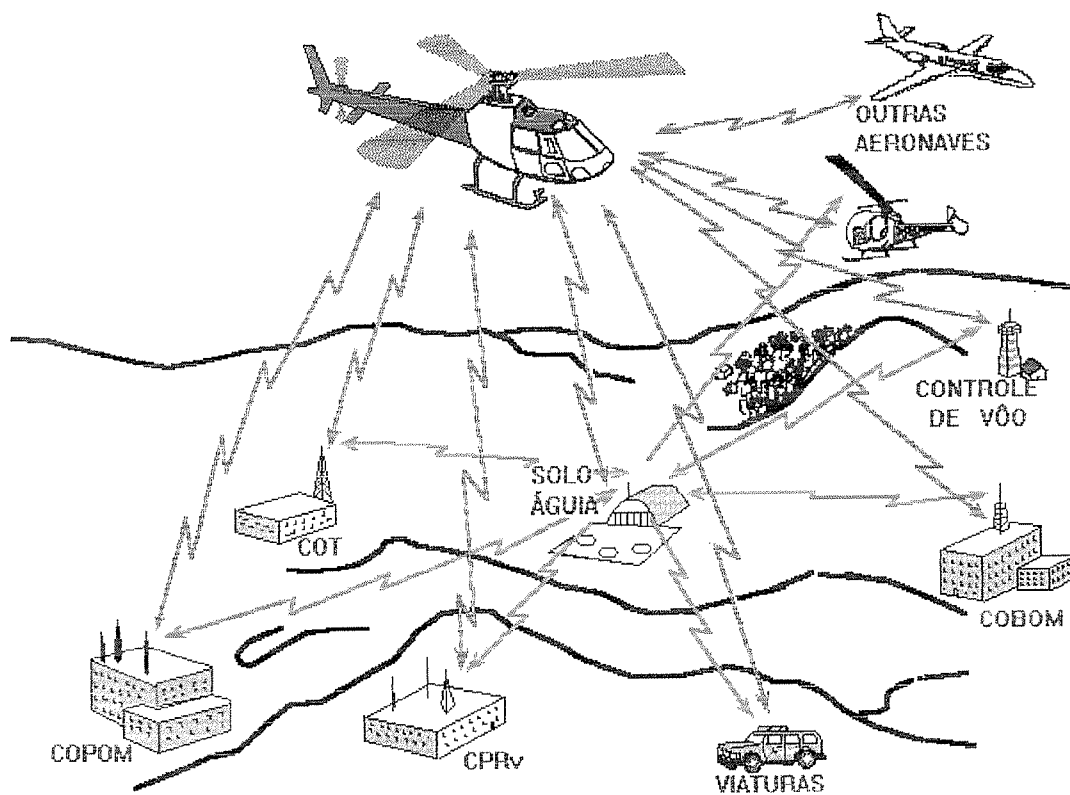 OUTRAS
AERONAVES
CONTROLE
DE VÔO
SOLO
ÁGUIA
COT
COBOM
COPOM
CPRv
VIATURAS